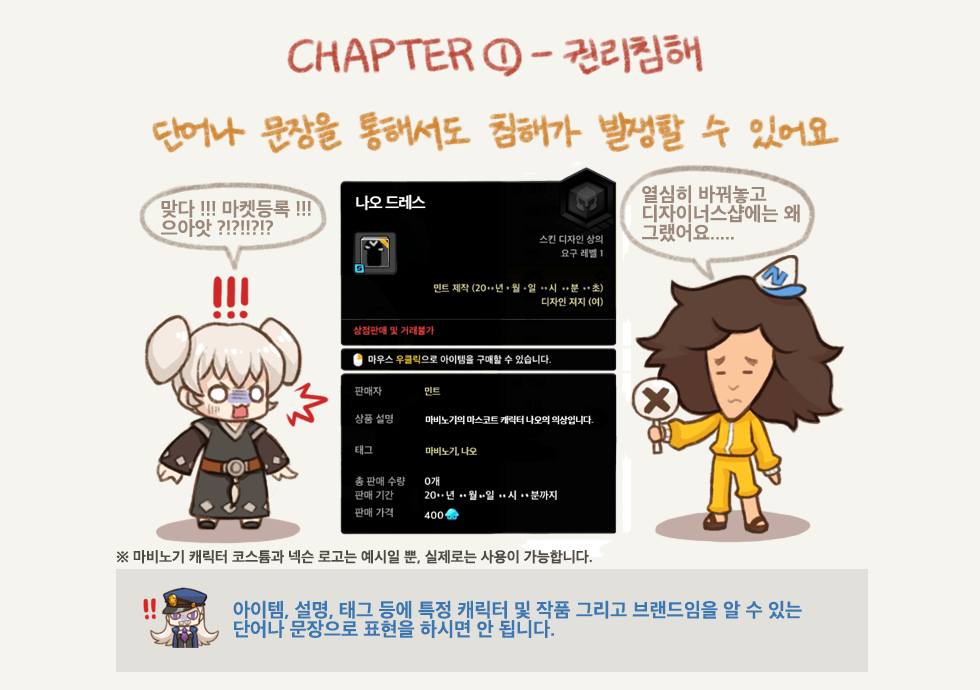 CHAPTER ① - 권리침해
단어나 문장을 통해서도 침해가 발생할 수 있어요
맞다 !!! 마켓등록 !!!
으아앗 ?!?!!?!?
열심히 바꿔놓고
디자이너스샵에는 왜
그랬어요.....
!!!
나오 드레스
스킨 디자인 상의
요구 레벨 1
S
민트 제작 (20**년 * 월 * 일 ** 시 ** 분 ** 초)
디자인 져지 (여)
상점판매 및 거래불가
마우스 우클릭으로 아이템을 구매할 수 있습니다.
판매자 민트
상품 설명 마비노기의 마스코트 캐릭터 나오의 의상입니다.
태그 마비노기, 나오
총 판매 수량 0개
판매 기간 20** 년 ** 월 ** 일 ** 시 ** 분까지
판매 가격 400
N
※ 마비노기 캐릭터 코스튬과 넥슨 로고는 예시일 뿐, 실제로는 사용이 가능합니다.
!!
아이템, 설명, 태그 등에 특정 캐릭터 및 작품 그리고 브랜드임을 알 수 있는
단어나 문장으로 표현을 하시면 안 됩니다.